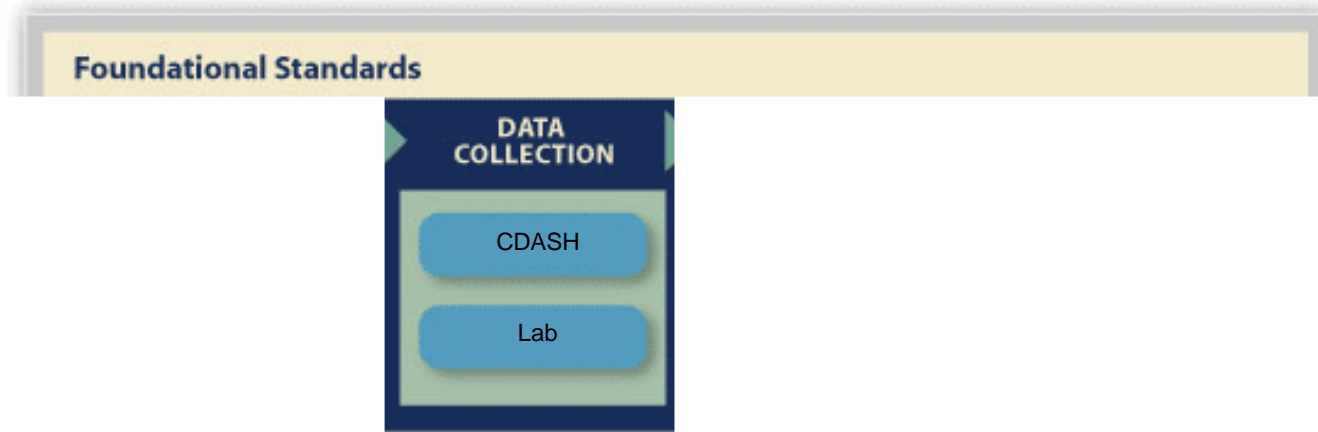 Foundational Standards
DATA
COLLECTION
CDASH
Lab